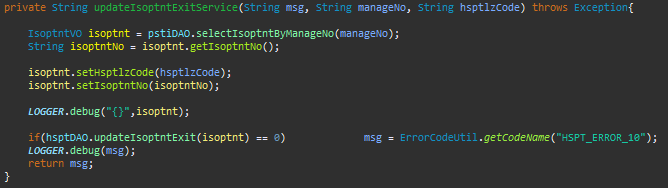 private String updateIsoptntExitService(String msg, String manageNo, String hsptlzCode) throws Exception{
IsoptntVO isoptnt = pstiDAO.selectIsoptntByManageNo(manageNo);
String isoptntNo = isoptnt.getIsoptntNo();
isoptnt.setHsptlzCode(hsptlzCode);
isoptnt.setIsoptntNo(isoptntNo);
LOGGER.debug("{}",isoptnt);
if(hsptDAO.updateIsoptntExit(isoptnt) == 0) msg = ErrorCodeUtil.getCodeName("HSPT_ERROR_10");
LOGGER.debug(msg);
return msg;
}